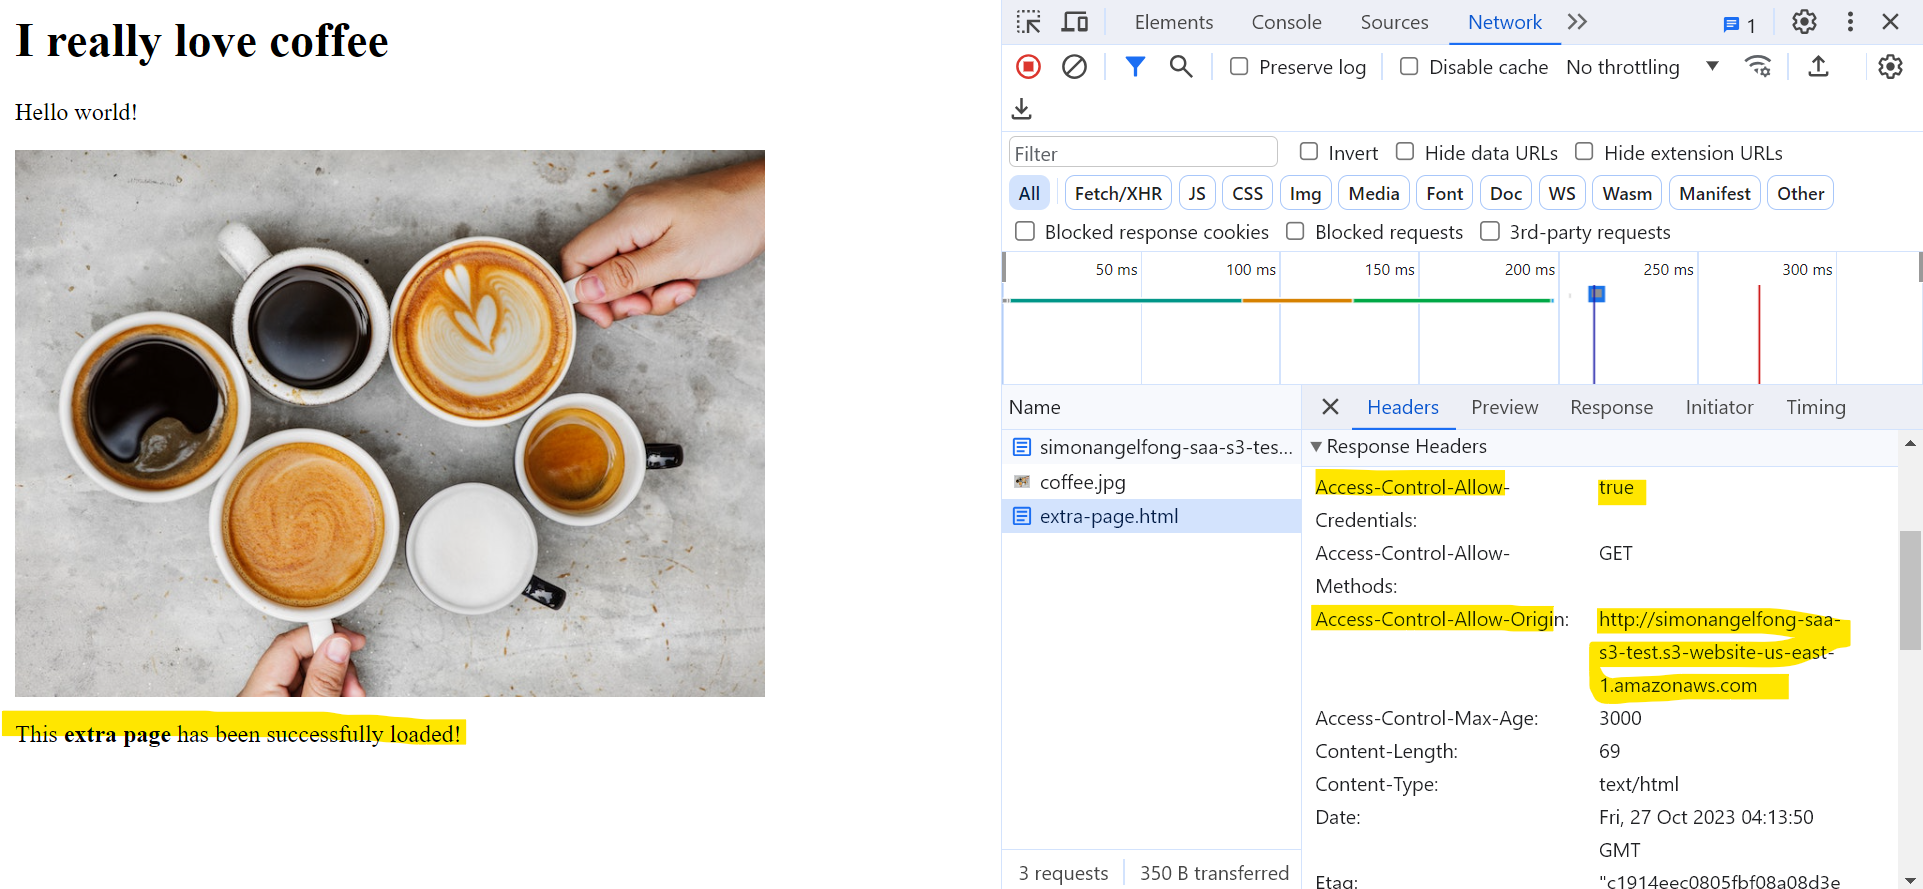 I really love coffee
Hello world!
This extra page has been successfully loaded!
Elements Console Sources Network 1
Preserve log Disable cache No throttling
Filter Invert Hide data URLs Hide extension URLs
All Fetch/XHR JS CSS Img Media Font Doc WS Wasm Manifest Other
Blocked response cookies Blocked requests 3rd-party requests
50 ms 100 ms 150 ms 200 ms 250 ms 300 ms
Name
simonangelfong-saa-s3-tes...
coffee.jpg
extra-page.html
3 requests 350 B transferred
Headers Preview Response Initiator Timing
Response Headers
Access-Control-Allow- true
Credentials:
Access-Control-Allow- GET
Methods:
Access-Control-Allow-Origin: http://simonangelfong-saa-
s3-test.s3-website-us-east-
1.amazonaws.com
Access-Control-Max-Age: 3000
Content-Length: 69
Content-Type: text/html
Date: Fri, 27 Oct 2023 04:13:50
GMT
Etag: "c1914eec0805fbf08a08d3e